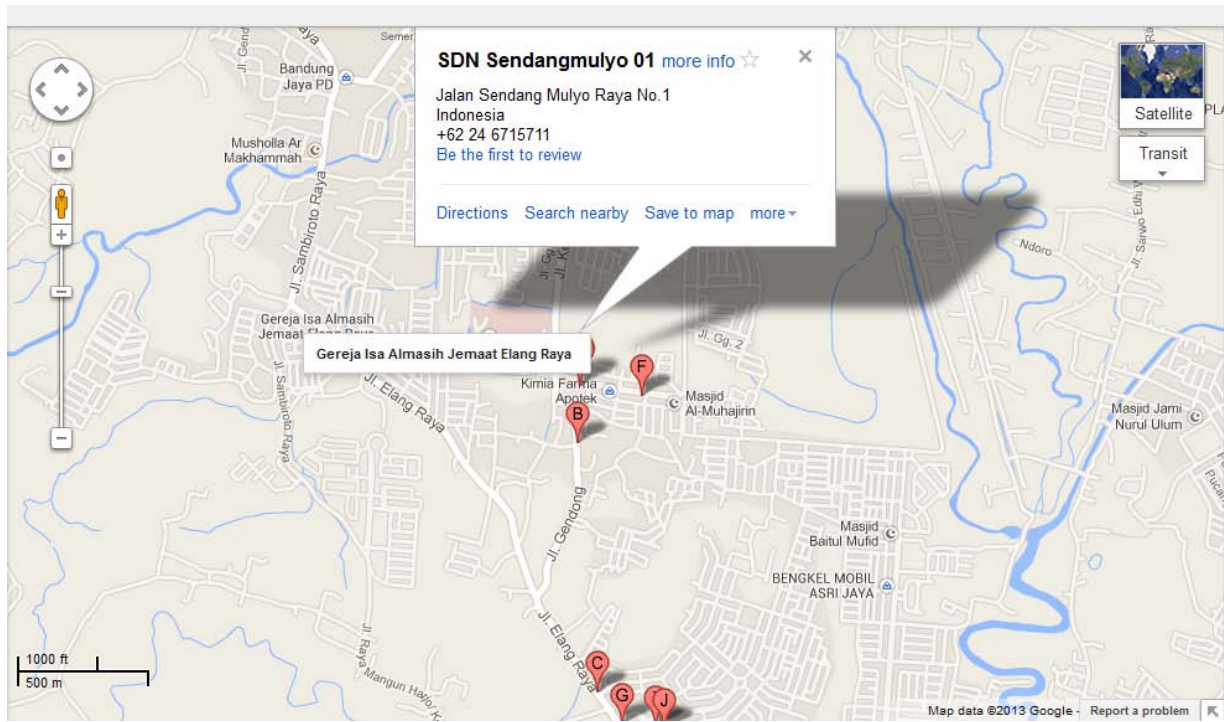 SDN Sendangmulyo 01 more info
Jalan Sendang Mulyo Raya No.1
Indonesia
+62 24 6715711
Be the first to review
Directions Search nearby Save to map more
Satellite
Transit
Bandung
Jaya PD
Musholla Ar
Makhammah
Jl. Sambiroto Raya
Ndoro
Gereja Isa Almasih
Gereja Isa Almasih Jemaat Elang Raya
Jl. Gg. 2
F
Kimia Farma
Apotek
Masjid
Al-Muhajirin
B
Masjid Jami
Nurul Ulum
Jl. Elang Raya
Jl. Sambiroto Raya
Jl. Gendong
Masjid
Baitul Mufid
BENGKEL MOBIL
ASRI JAYA
Jl. Elang Raya
C
G
J
1000 ft
500 m
Map data ©2013 Google - Report a problem